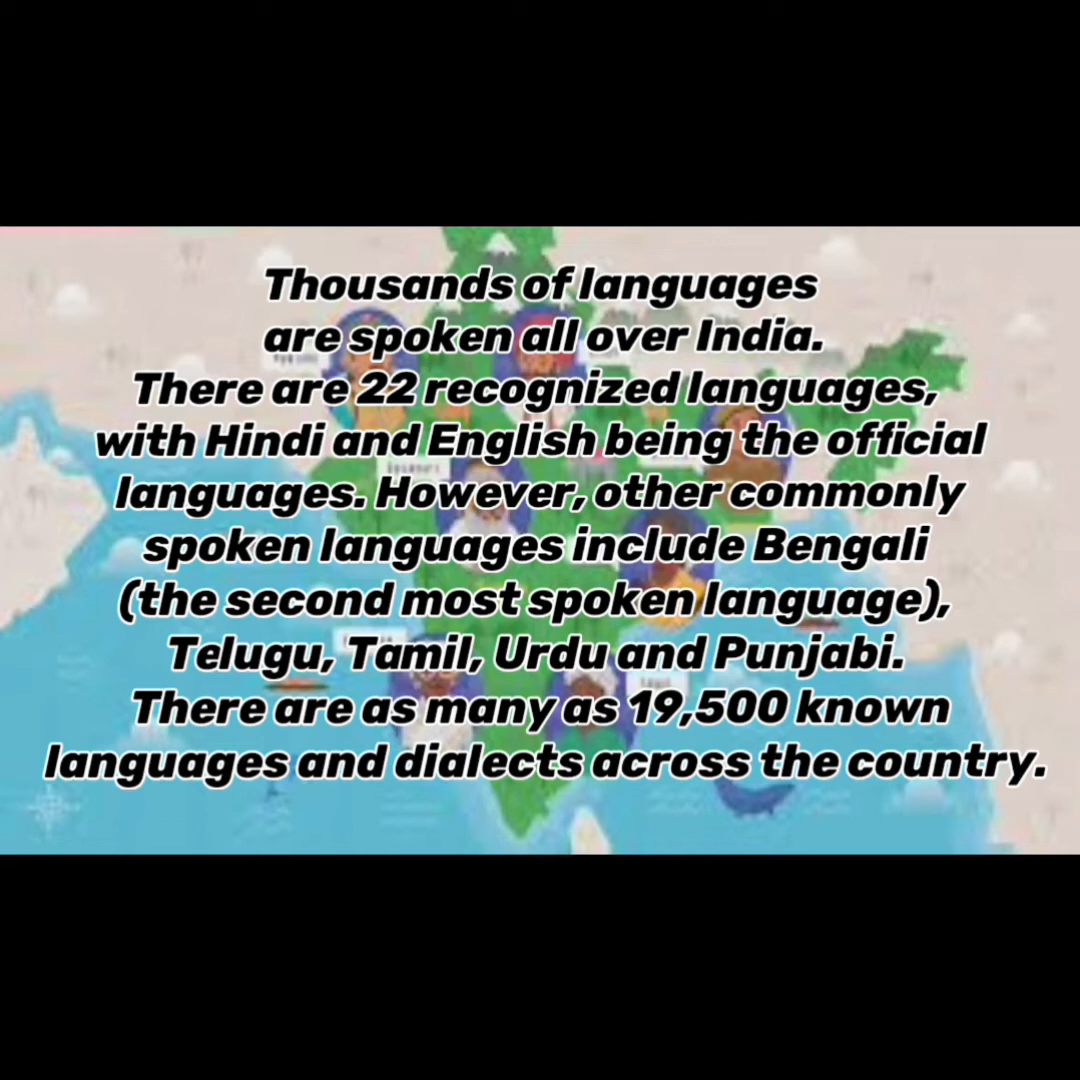 Thousands of languages
are spoken all over India.
There are 22 recognized languages,
with Hindi and English being the official
languages. However, other commonly
spoken languages include Bengali
(the second most spoken language),
Telugu, Tamil, Urdu and Punjabi.
There are as many as 19,500 known
languages and dialects across the country.